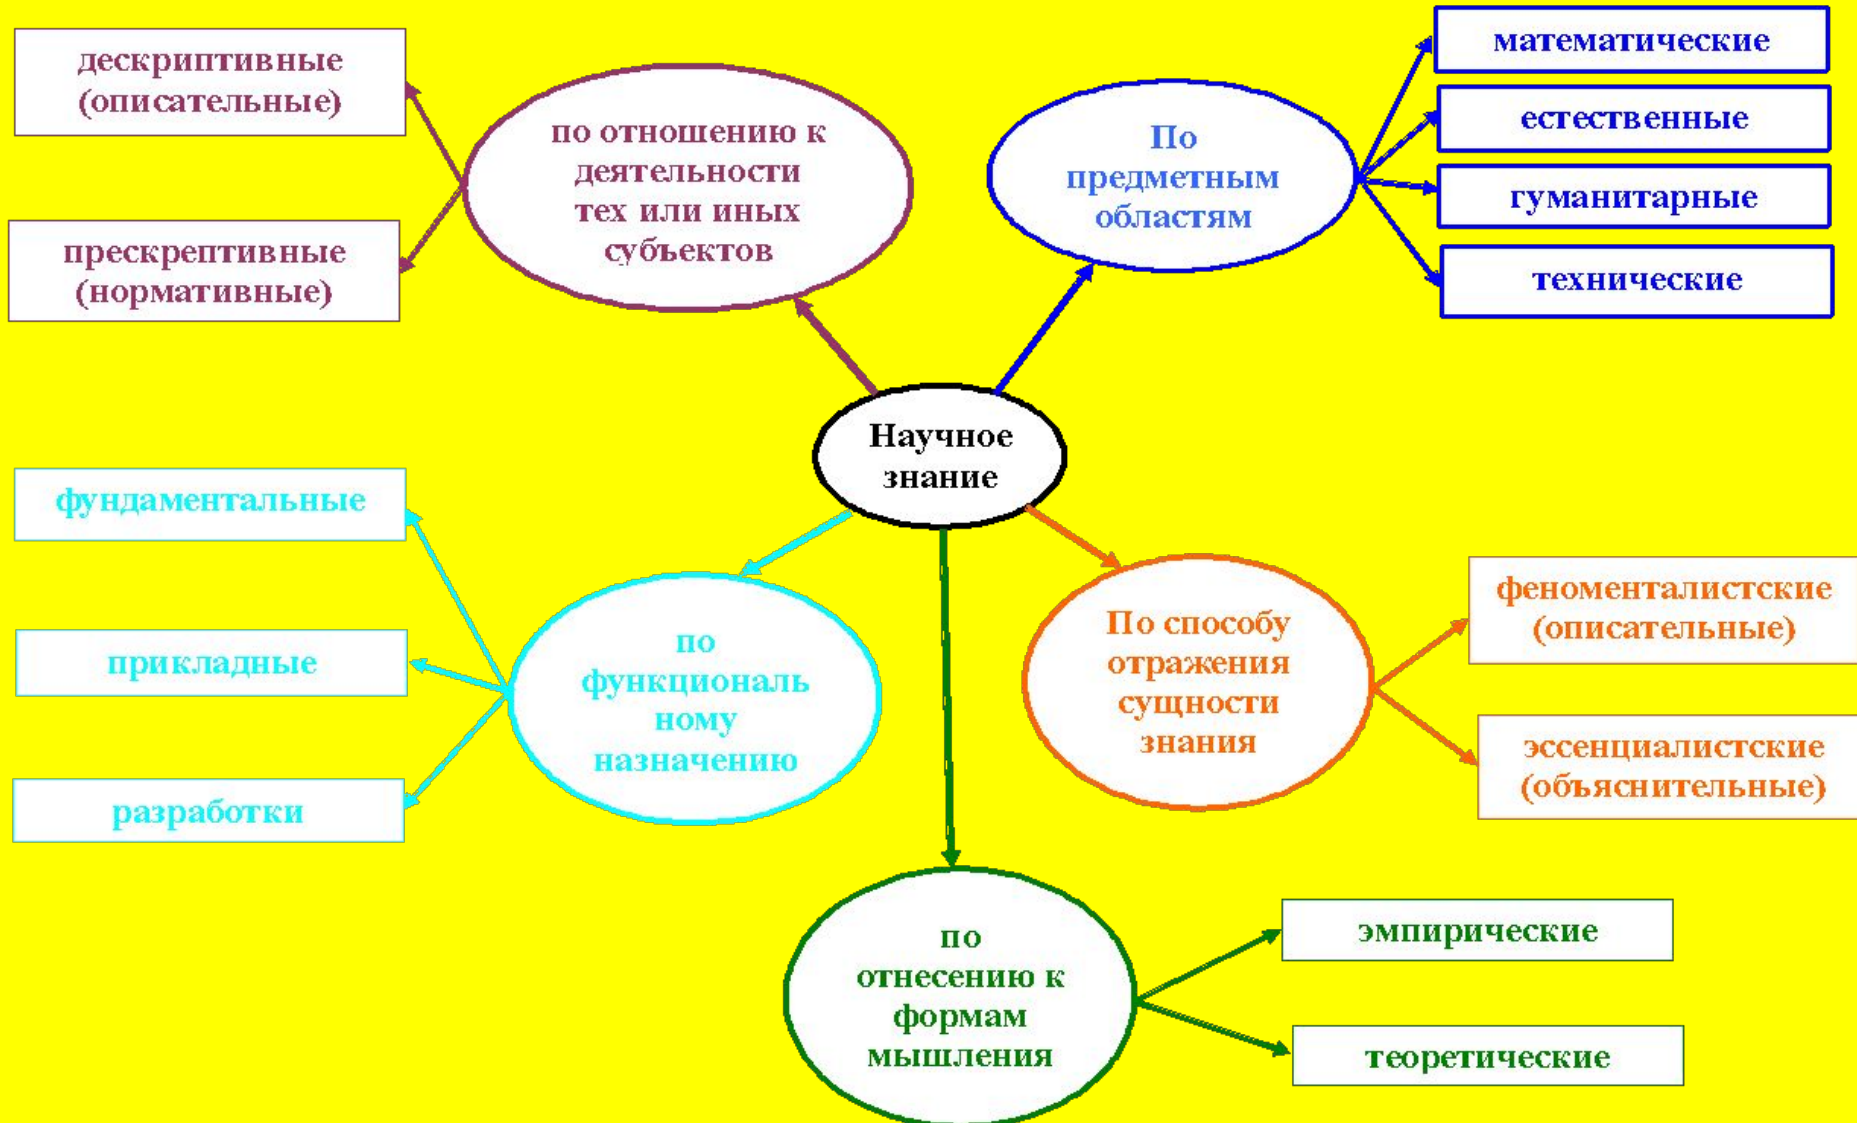 дескриптивные
(описательные)
прескрептивные
(нормативные)
по отношению к
деятельности
тех или иных
субъектов
По
предметным
областям
математические
естественные
гуманитарные
технические
Научное
знание
фундаментальные
прикладные
разработки
по
функциональ
ному
назначению
По способу
отражения
сущности
знания
феноменталистские
(описательные)
эссенциалистские
(объяснительные)
по
отнесению к
формам
мышления
эмпирические
теоретические